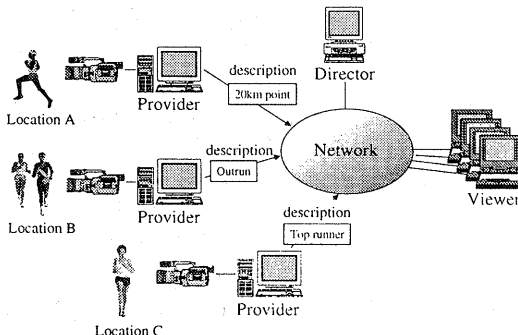 Director
description
20km point
Provider
Location A
description
Outrun
Network
Provider
Location B
Viewer
description
Top runner
Provider
Location C